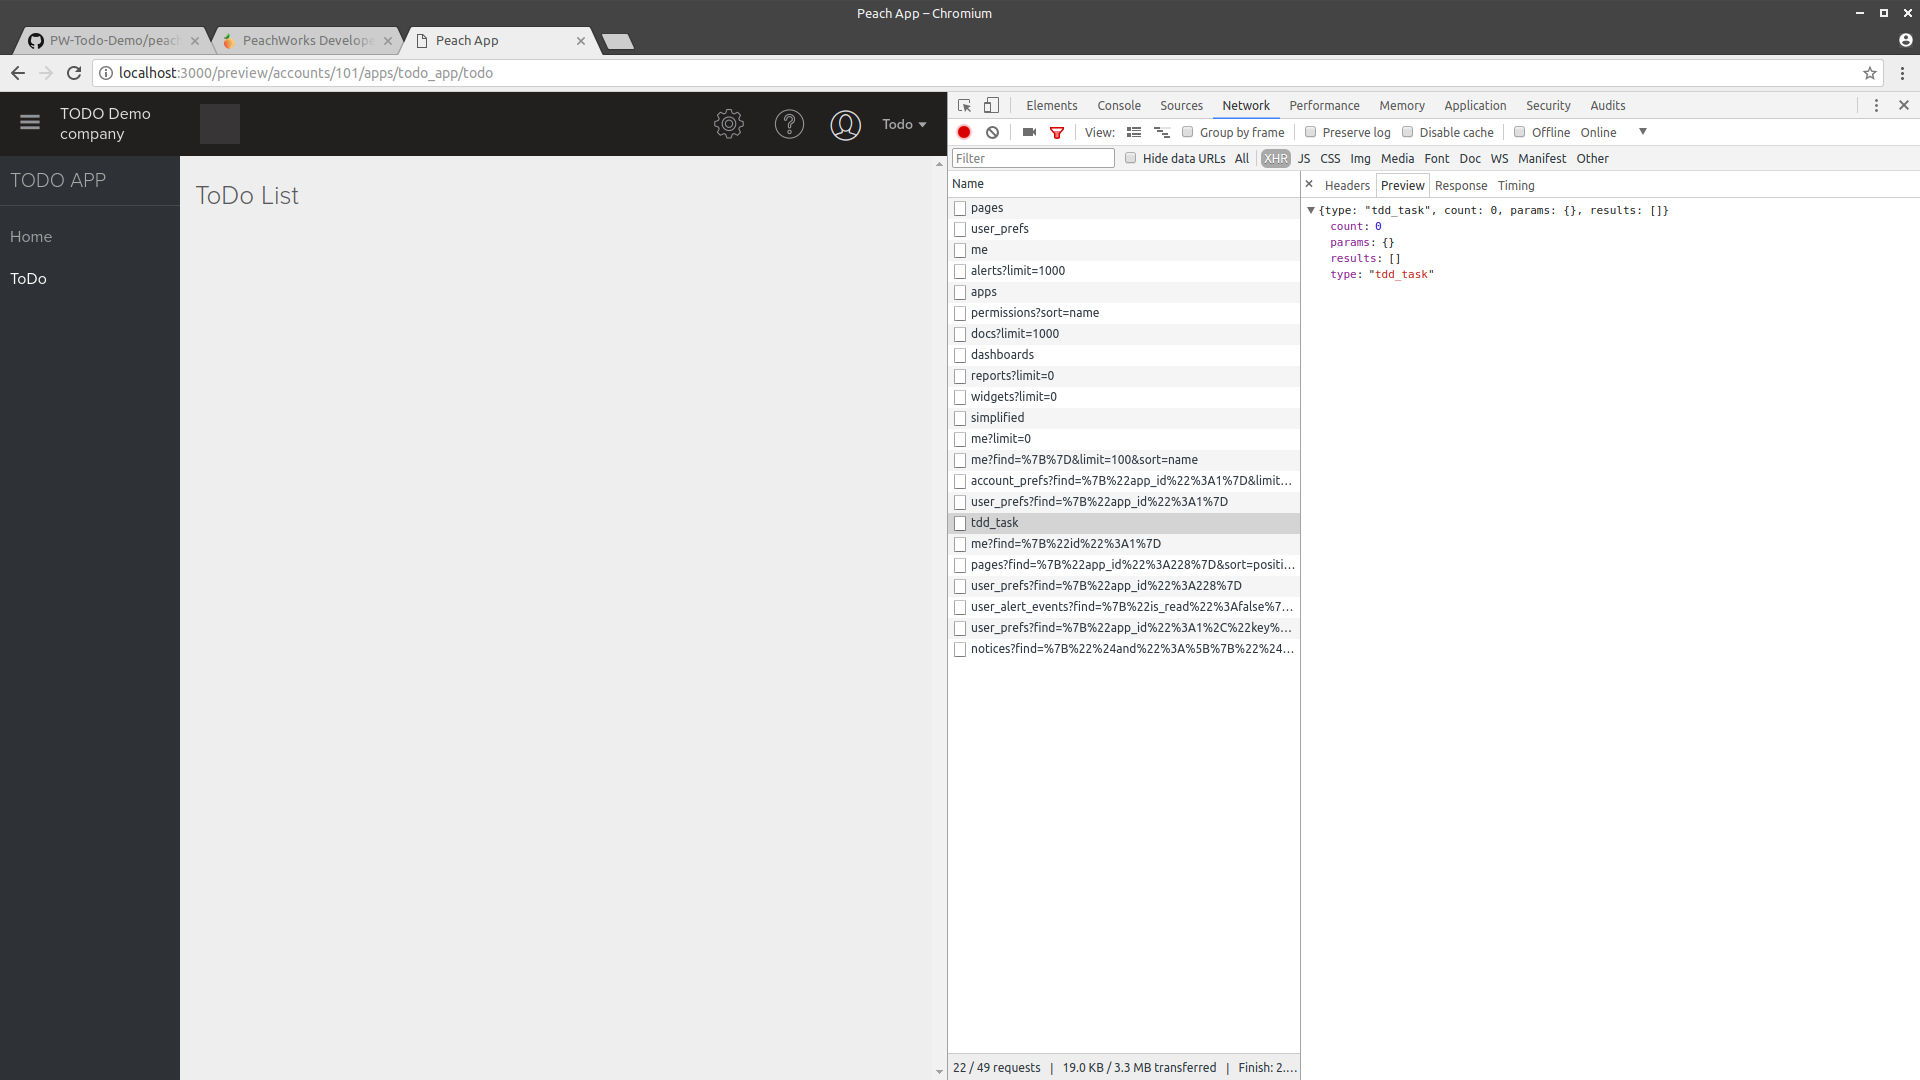 Peach App – Chromium
PW-Todo-Demo/peac
PeachWorks Develope
Peach App
localhost:3000/preview/accounts/101/apps/todo_app/todo
TODO Demo
company
Todo
TODO APP
Home
ToDo
ToDo List
Elements Console Sources Network Performance Memory Application Security Audits
View: Group by frame Preserve log Disable cache Offline Online
Filter Hide data URLs All XHR JS CSS Img Media Font Doc WS Manifest Other
Name
pages
user_prefs
me
alerts?limit=1000
apps
permissions?sort=name
docs?limit=1000
dashboards
reports?limit=0
widgets?limit=0
simplified
me?limit=0
me?find=%7B%7D&limit=100&sort=name
account_prefs?find=%7B%22app_id%22%3A1%7D&limit...
user_prefs?find=%7B%22app_id%22%3A1%7D
tdd_task
me?find=%7B%22id%22%3A1%7D
pages?find=%7B%22app_id%22%3A228%7D&sort=positi...
user_prefs?find=%7B%22app_id%22%3A228%7D
user_alert_events?find=%7B%22is_read%22%3Afalse%7...
user_prefs?find=%7B%22app_id%22%3A1%2C%22key%...
notices?find=%7B%22%24and%22%3A%5B%7B%22%24...
22 / 49 requests | 19.0 KB / 3.3 MB transferred | Finish: 2....
Headers Preview Response Timing
{type: "tdd_task", count: 0, params: {}, results: []}
count: 0
params: {}
results: []
type: "tdd_task"